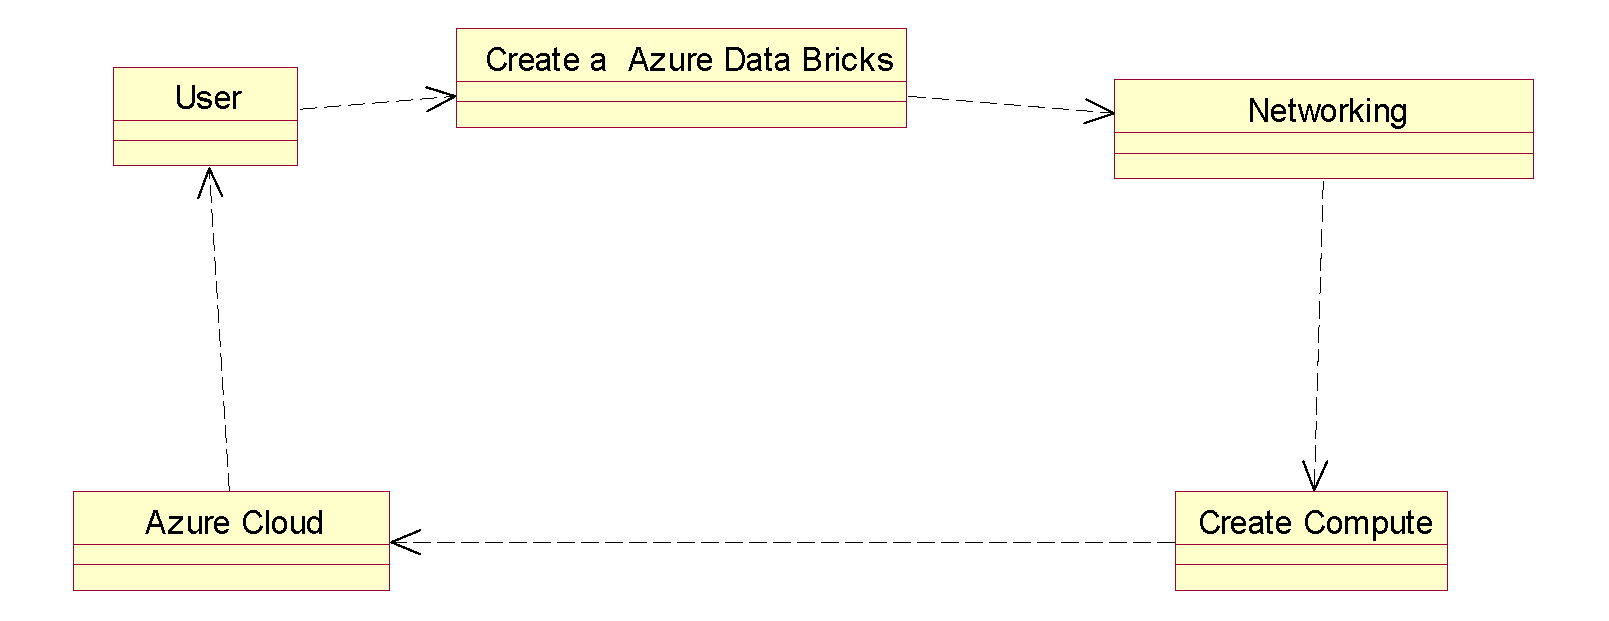 User
Create a  Azure Data Bricks
Networking
Azure Cloud
Create Compute